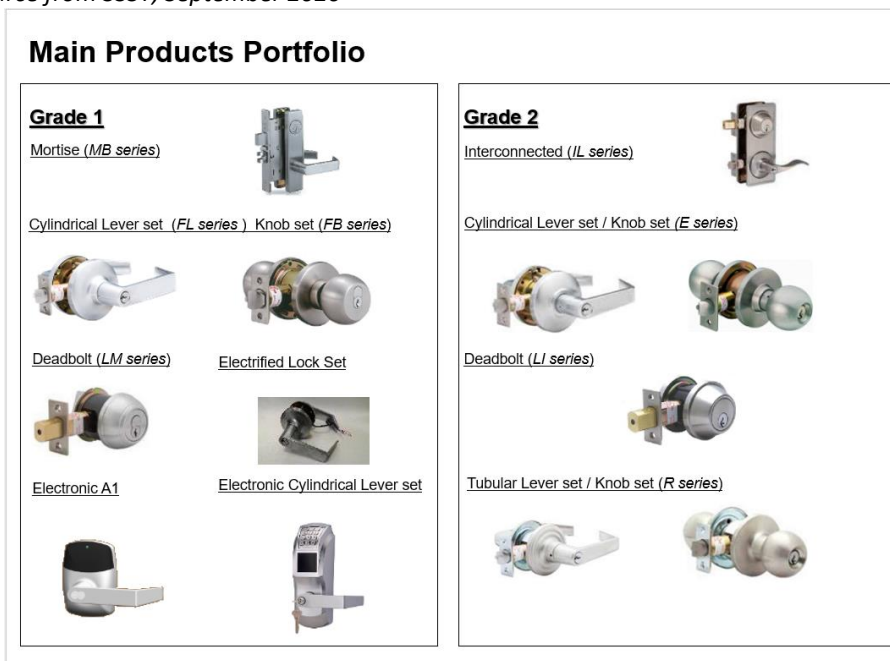 September 2020
Main Products Portfolio
Grade 1
Mortise (MB series)
Cylindrical Lever set (FL series ) Knob set (FB series)
Deadbolt (LM series)
Electrified Lock Set
Electronic A1
Electronic Cylindrical Lever set
Grade 2
Interconnected (IL series)
Cylindrical Lever set / Knob set (E series)
Deadbolt (LI series)
Tubular Lever set / Knob set (R series)